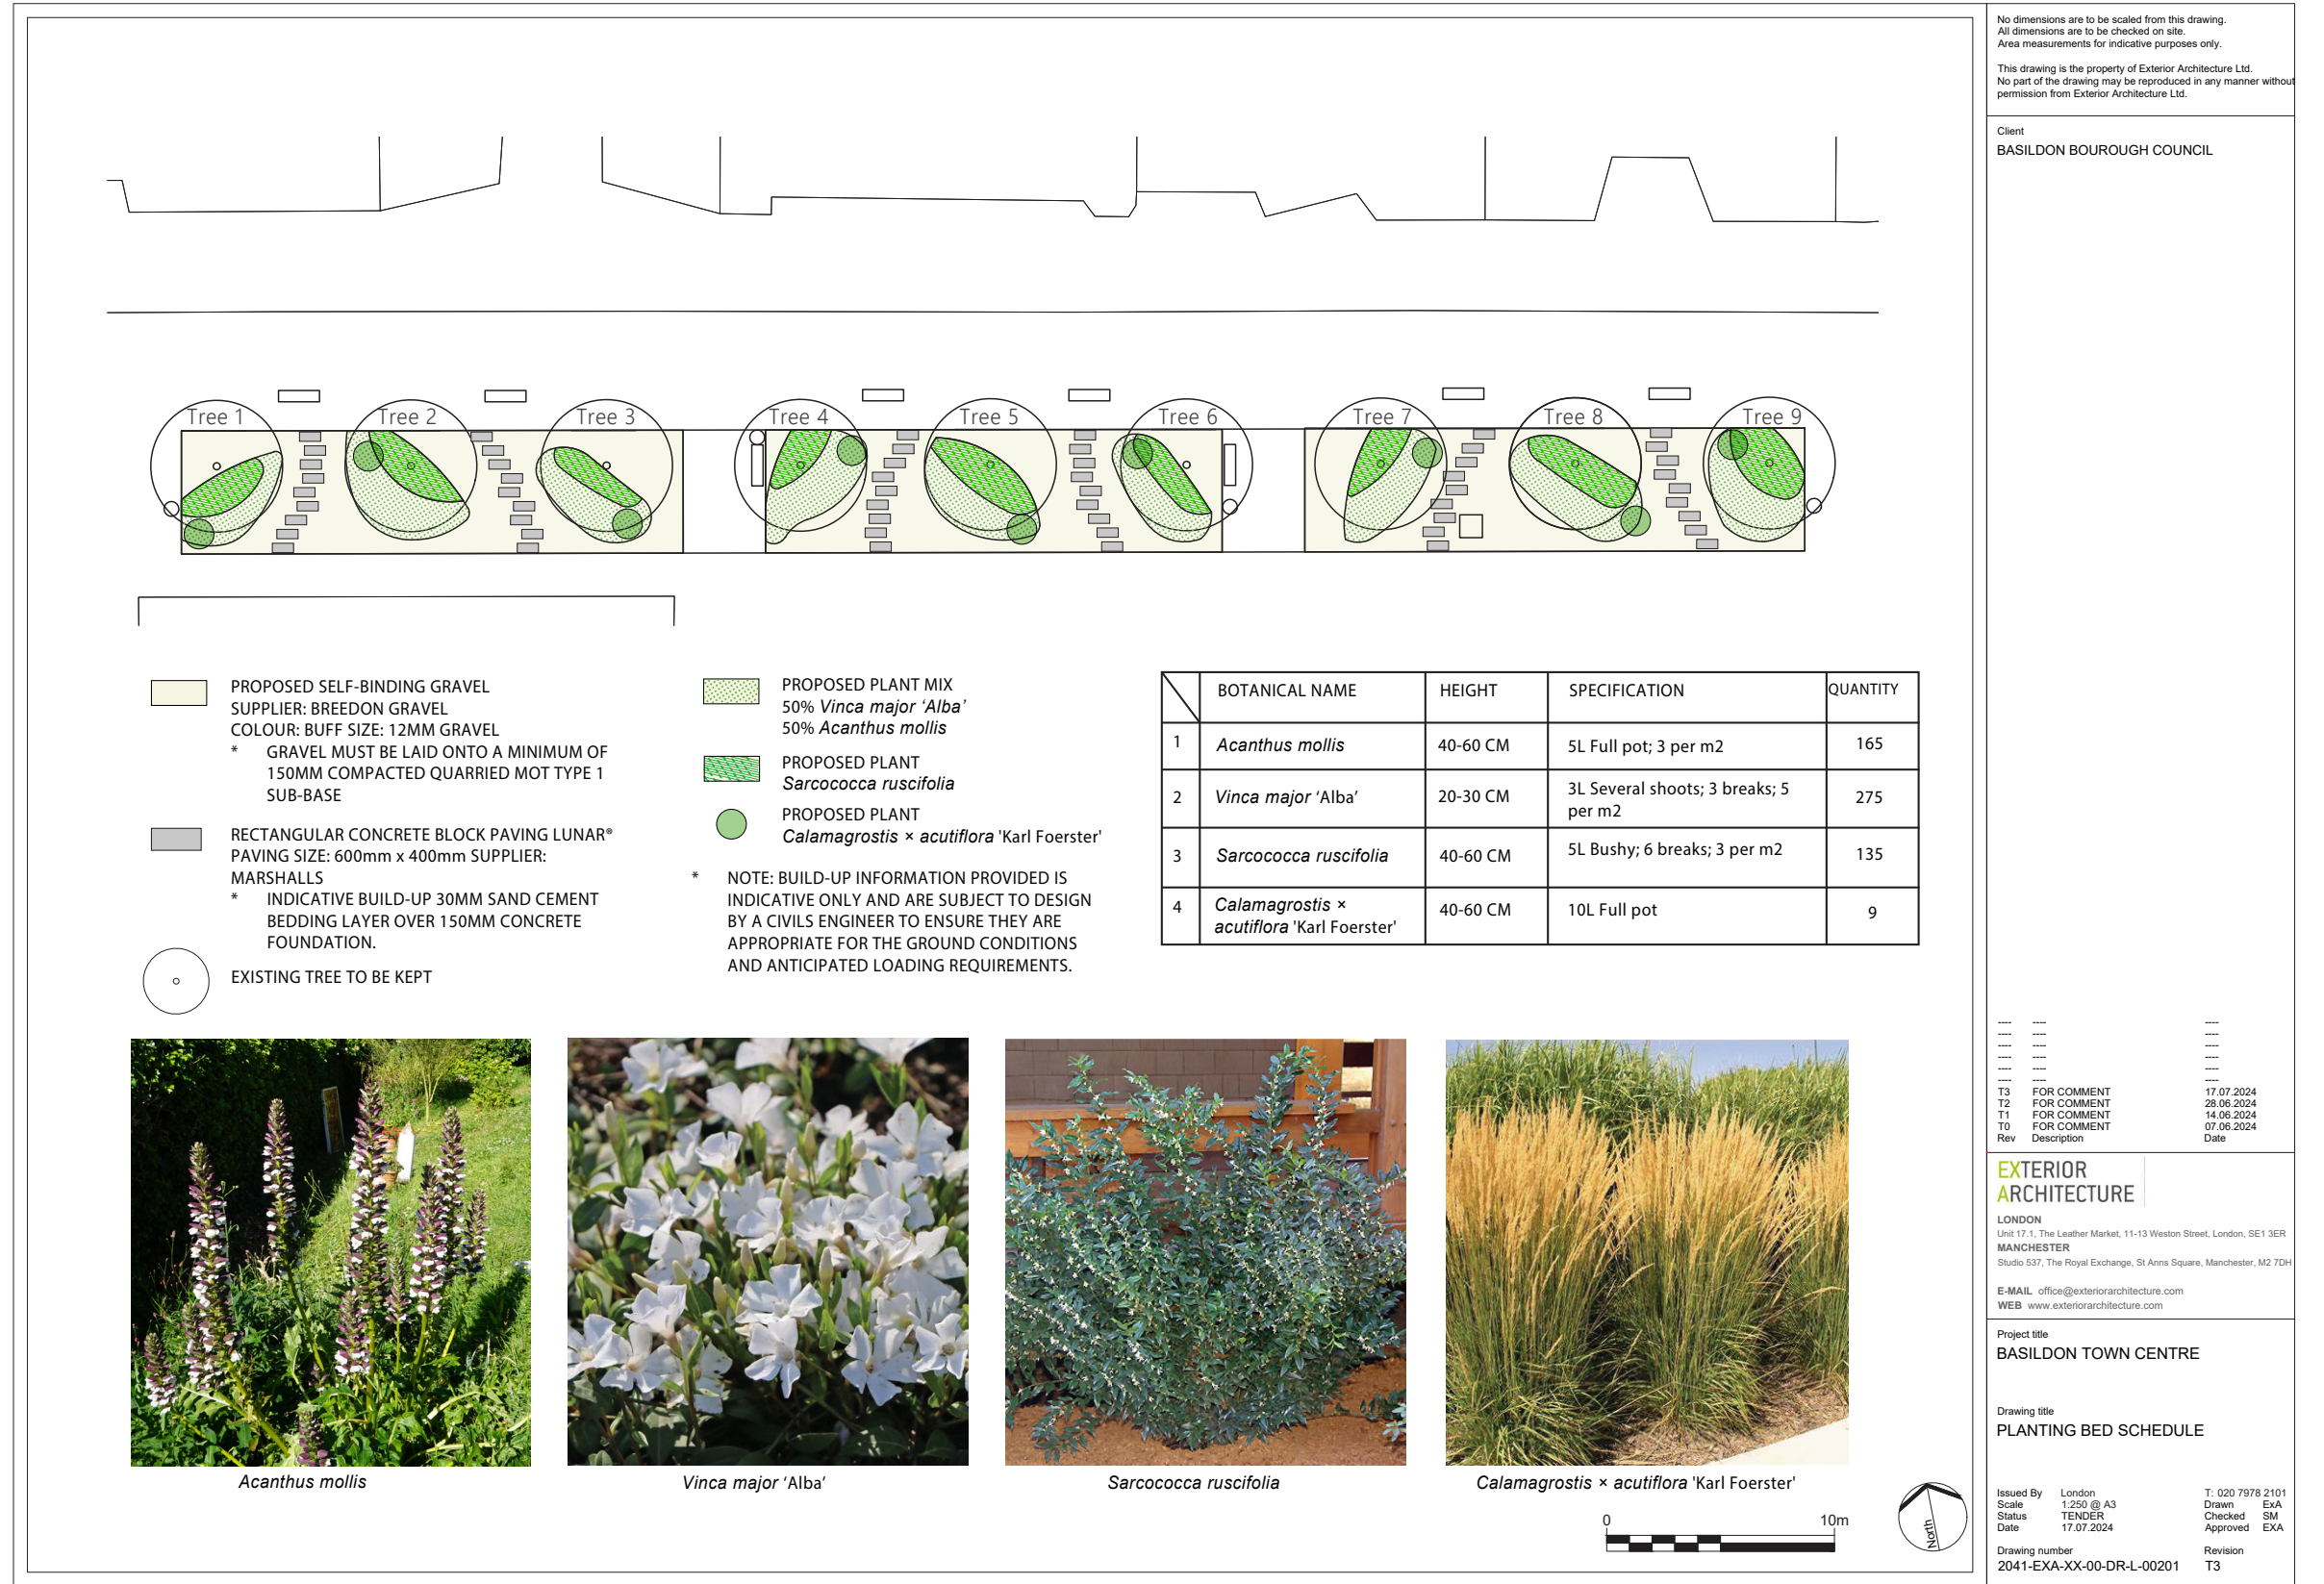 No dimensions are to be scaled from this drawing.
All dimensions are to be checked on site.
Area measurements for indicative purposes only.
This drawing is the property of Exterior Architecture Ltd.
No part of the drawing may be reproduced in any manner without
permission from Exterior Architecture Ltd.
Client
BASILDON BOUROUGH COUNCIL
Tree 1
Tree 2
Tree 3
Tree 4
Tree 5
Tree 6
Tree 7
Tree 8
Tree 9
PROPOSED SELF-BINDING GRAVEL
SUPPLIER: BREEDON GRAVEL
COLOUR: BUFF SIZE: 12MM GRAVEL
* GRAVEL MUST BE LAID ONTO A MINIMUM OF
150MM COMPACTED QUARRIED MOT TYPE 1
SUB-BASE
RECTANGULAR CONCRETE BLOCK PAVING LUNAR®
PAVING SIZE: 600mm x 400mm SUPPLIER:
MARSHALLS
* INDICATIVE BUILD-UP 30MM SAND CEMENT
BEDDING LAYER OVER 150MM CONCRETE
FOUNDATION.
EXISTING TREE TO BE KEPT
PROPOSED PLANT MIX
50% Vinca major ‘Alba’
50% Acanthus mollis
PROPOSED PLANT
Sarcococca ruscifolia
PROPOSED PLANT
Calamagrostis × acutiflora 'Karl Foerster'
* NOTE: BUILD-UP INFORMATION PROVIDED IS
INDICATIVE ONLY AND ARE SUBJECT TO DESIGN
BY A CIVILS ENGINEER TO ENSURE THEY ARE
APPROPRIATE FOR THE GROUND CONDITIONS
AND ANTICIPATED LOADING REQUIREMENTS.
BOTANICAL NAME HEIGHT SPECIFICATION QUANTITY
1 Acanthus mollis 40-60 CM 5L Full pot; 3 per m2 165
2 Vinca major ‘Alba’ 20-30 CM 3L Several shoots; 3 breaks; 5
per m2 275
3 Sarcococca ruscifolia 40-60 CM 5L Bushy; 6 breaks; 3 per m2 135
4 Calamagrostis ×
acutiflora 'Karl Foerster' 40-60 CM 10L Full pot 9
Acanthus mollis
Vinca major ‘Alba’
Sarcococca ruscifolia
Calamagrostis × acutiflora 'Karl Foerster'
0 10m
North
---- ---- ----
---- ---- ----
---- ---- ----
---- ---- ----
---- ---- ----
---- ---- ----
T3 FOR COMMENT 17.07.2024
T2 FOR COMMENT 28.06.2024
T1 FOR COMMENT 14.06.2024
T0 FOR COMMENT 07.06.2024
Rev Description Date
EXTERIOR
ARCHITECTURE
LONDON
Unit 17.1, The Leather Market, 11-13 Weston Street, London, SE1 3ER
MANCHESTER
Studio 537, The Royal Exchange, St Anns Square, Manchester, M2 7DH
E-MAIL office@exteriorarchitecture.com
WEB www.exteriorarchitecture.com
Project title
BASILDON TOWN CENTRE
Drawing title
PLANTING BED SCHEDULE
Issued By London T: 020 7978 2101
Scale 1:250 @ A3 Drawn ExA
Status TENDER Checked SM
Date 17.07.2024 Approved EXA
Drawing number Revision
2041-EXA-XX-00-DR-L-00201 T3